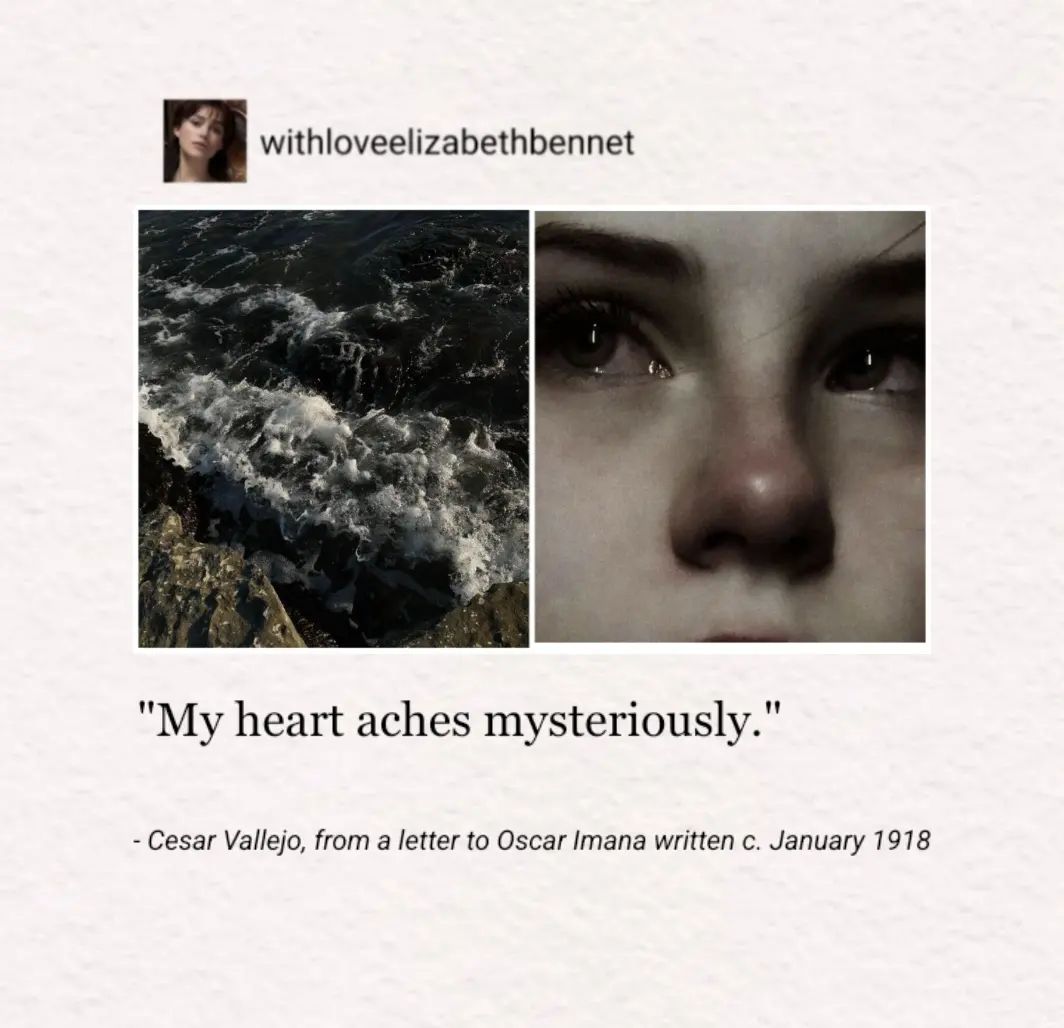 withloveelizabethbennet
"My heart aches mysteriously."
- Cesar Vallejo, from a letter to Oscar Imana written c. January 1918